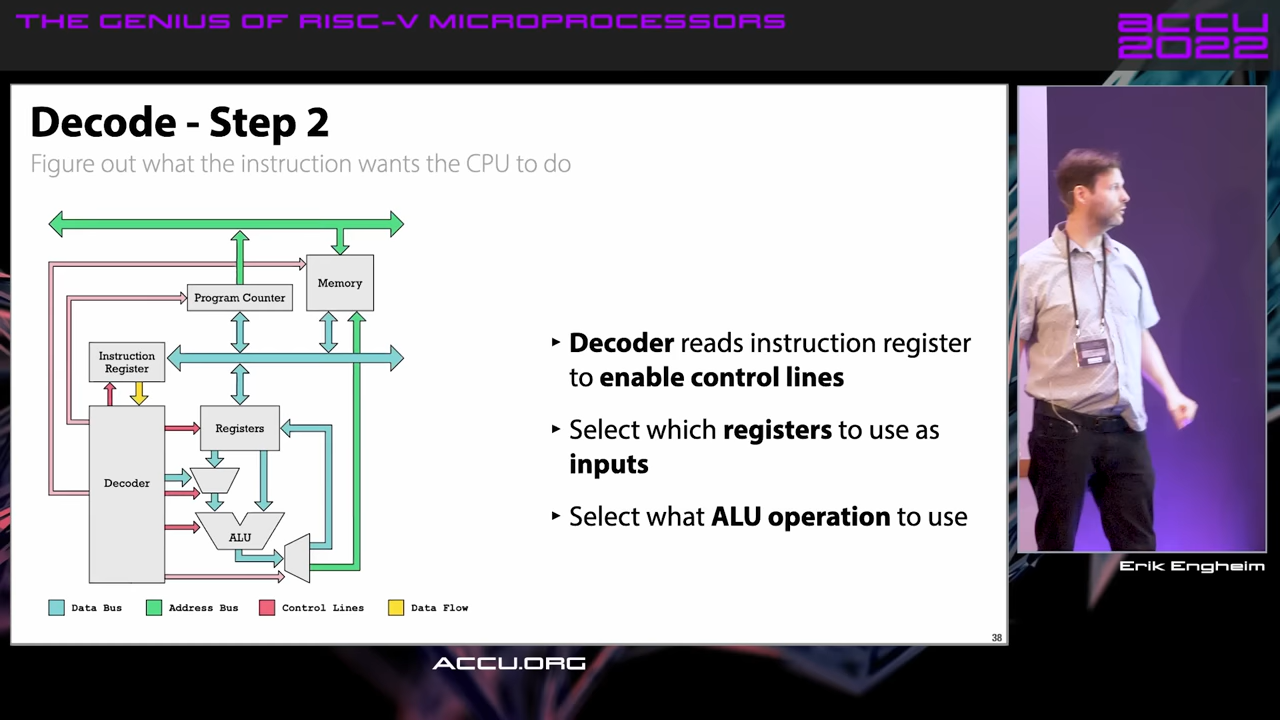 THE GENIUS OF RISC-V MICROPROCESSORS
ACCU
2022
Decode - Step 2
Figure out what the instruction wants the CPU to do
Memory
Program Counter
Instruction
Register
Registers
Decoder
ALU
Data Bus
Address Bus
Control Lines
Data Flow
‣ Decoder reads instruction register
to enable control lines
‣ Select which registers to use as
inputs
‣ Select what ALU operation to use
38
Erik Engheim
ACCU.ORG